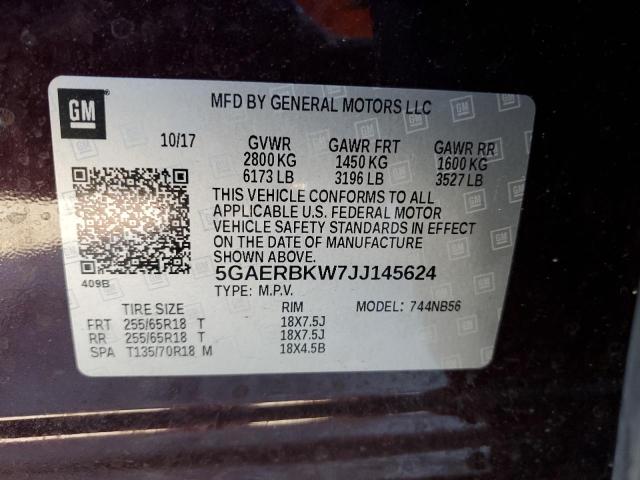 GM
MFD BY GENERAL MOTORS LLC
10/17 GVWR GAWR FRT GAWR RR
2800 KG 1450 KG 1600 KG
6173 LB 3196 LB 3527 LB
THIS VEHICLE CONFORMS TO ALL
APPLICABLE U.S. FEDERAL MOTOR
VEHICLE SAFETY STANDARDS IN EFFECT
ON THE DATE OF MANUFACTURE
SHOWN ABOVE.
409B
5GAERBKW7JJ145624
TYPE: M.P.V.
TIRE SIZE RIM MODEL: 744NB56
FRT 255/65R18 T 18X7.5J
RR 255/65R18 T 18X7.5J
SPA T135/70R18 M 18X4.5B